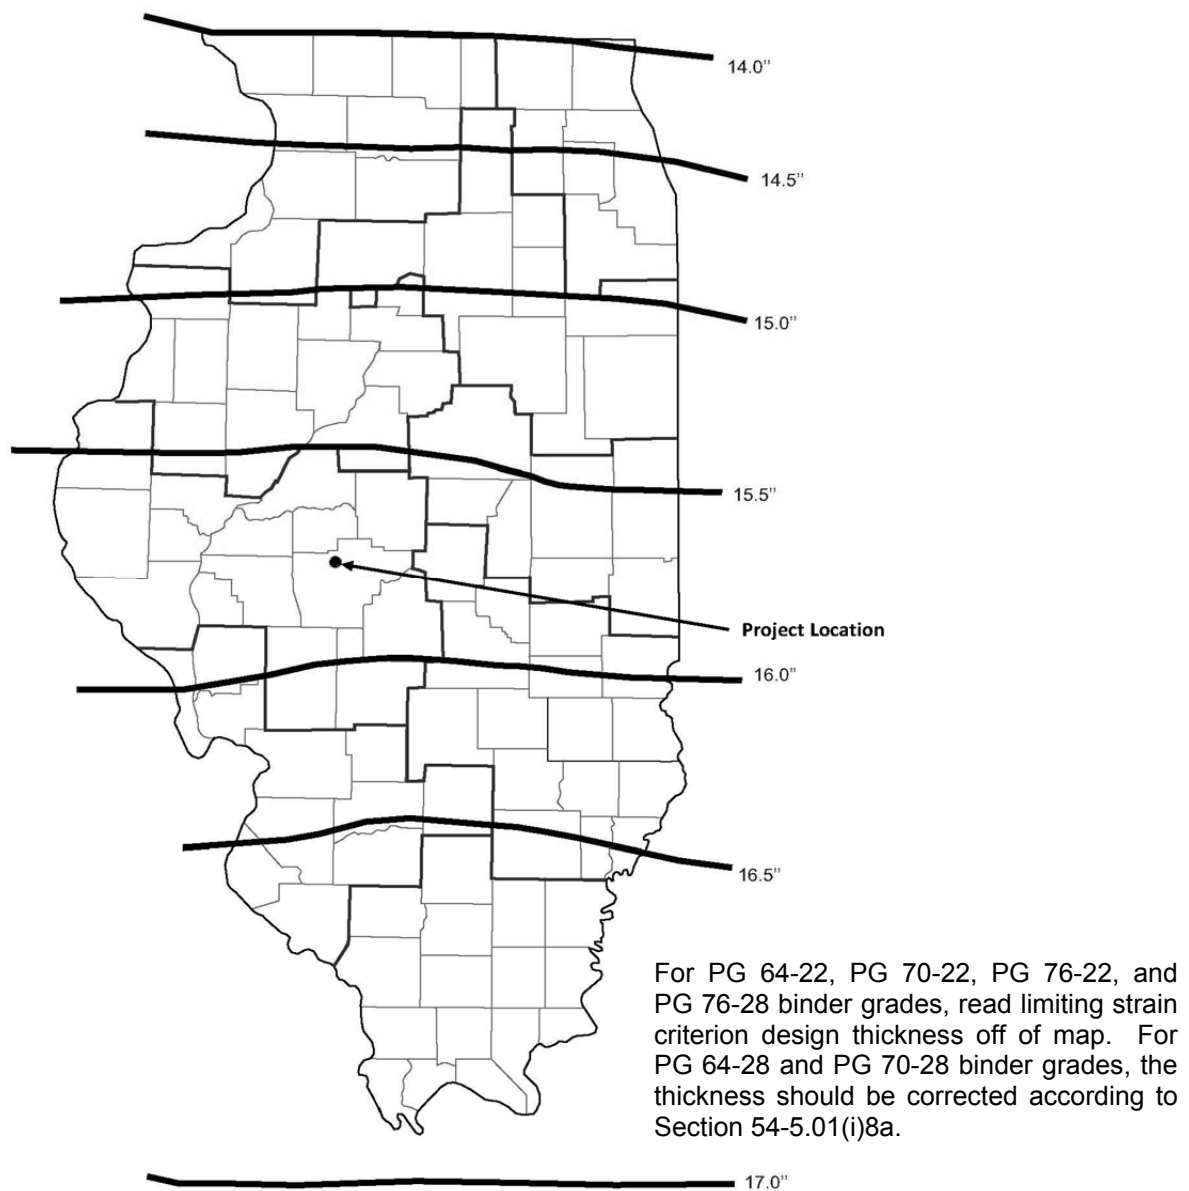 14.0”
14.5”
15.0”
15.5”
Project Location
16.0”
16.5”
For PG 64-22, PG 70-22, PG 76-22, and
PG 76-28 binder grades, read limiting strain
criterion design thickness off of map. For
PG 64-28 and PG 70-28 binder grades, the
thickness should be corrected according to
Section 54-5.01(i)8a.
17.0”